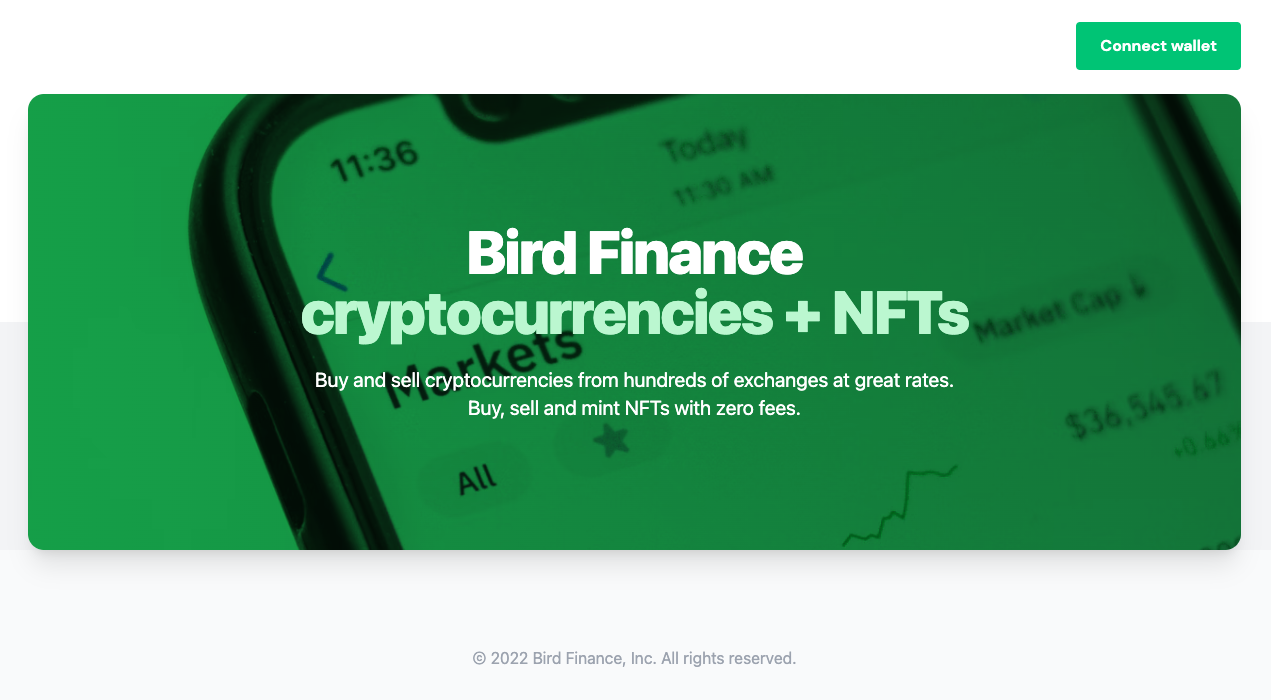 Connect wallet
11:36
Today
11:30 AM
Bird Finance
cryptocurrencies + NFTs
Market Cap
Markets
Buy and sell cryptocurrencies from hundreds of exchanges at great rates.
Buy, sell and mint NFTs with zero fees.
$36,545.67
All
© 2022 Bird Finance, Inc. All rights reserved.